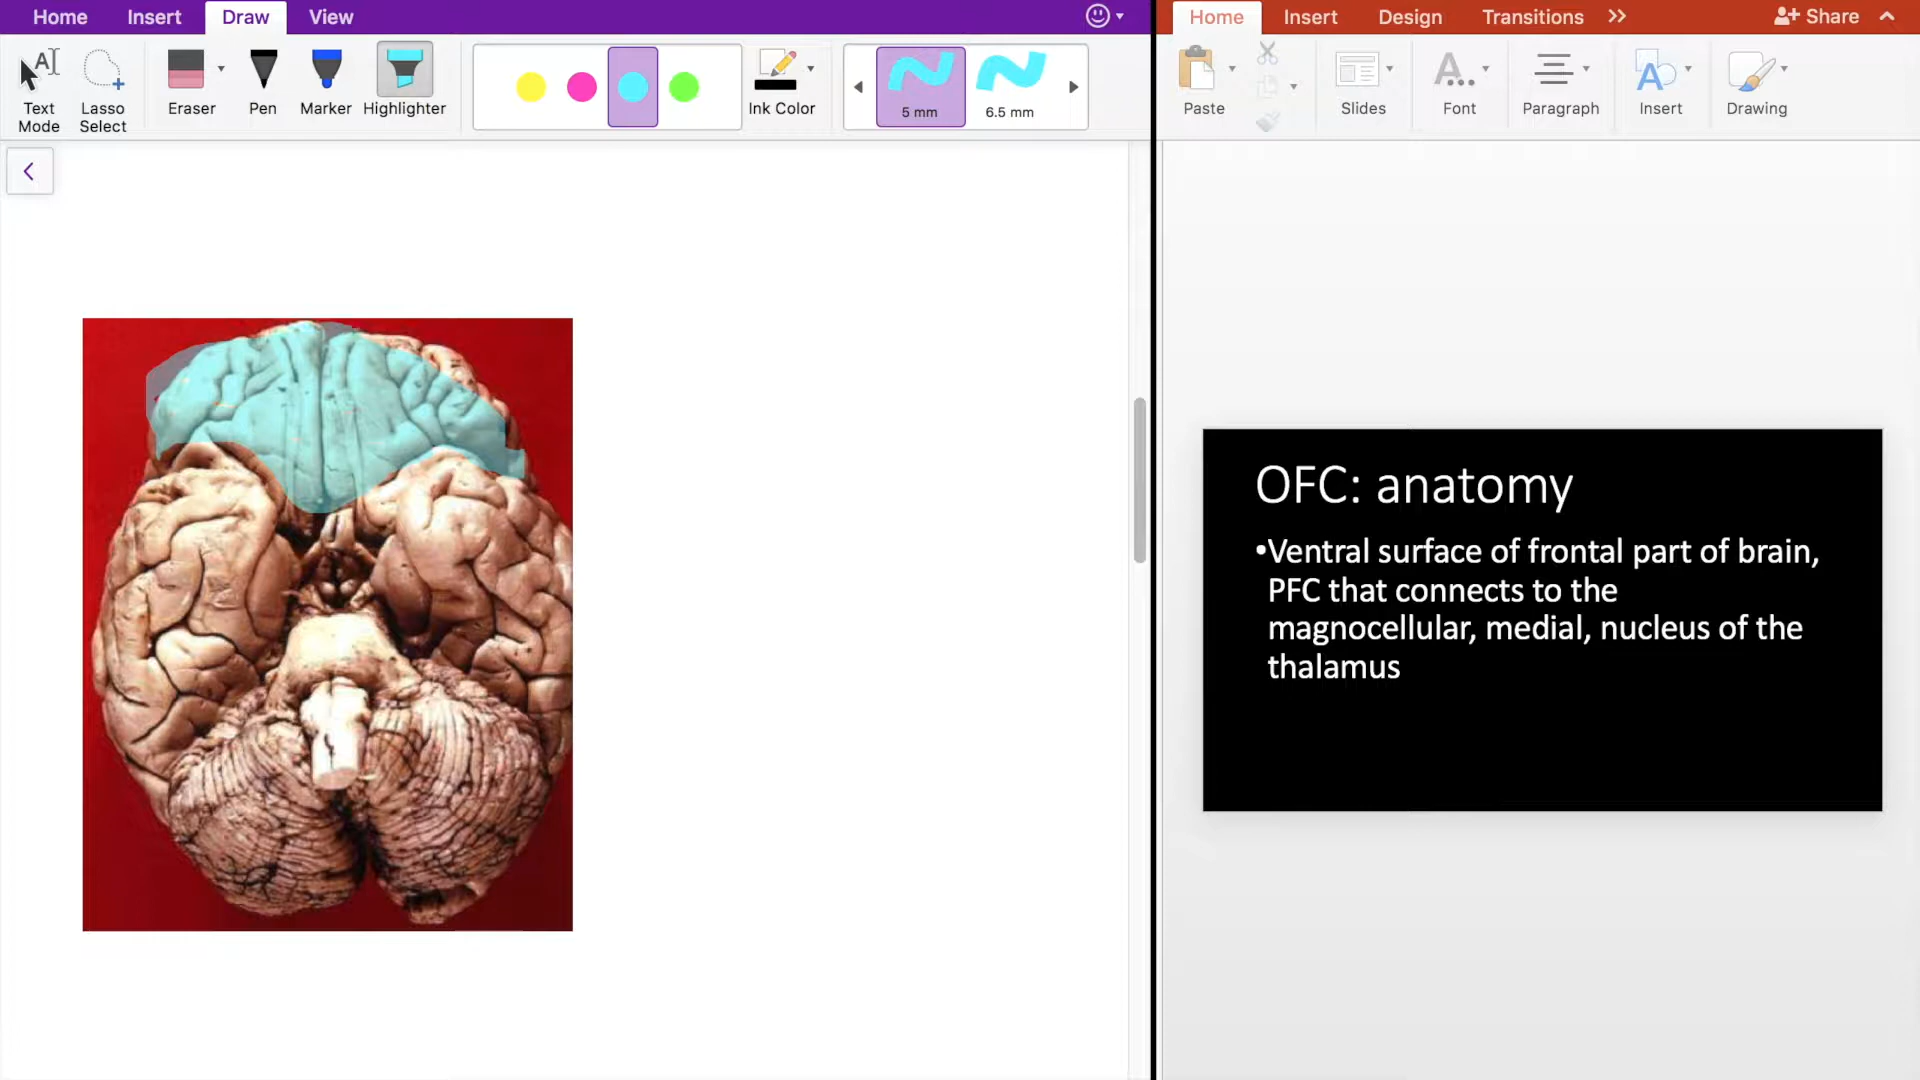 Home Insert Draw View
Home Insert Design Transitions Share
Text Mode
Lasso Select
Eraser
Pen
Marker
Highlighter
Ink Color
5 mm
6.5 mm
Paste
Slides
Font
Paragraph
Insert
Drawing
OFC: anatomy
•Ventral surface of frontal part of brain,
PFC that connects to the
magnocellular, medial, nucleus of the
thalamus